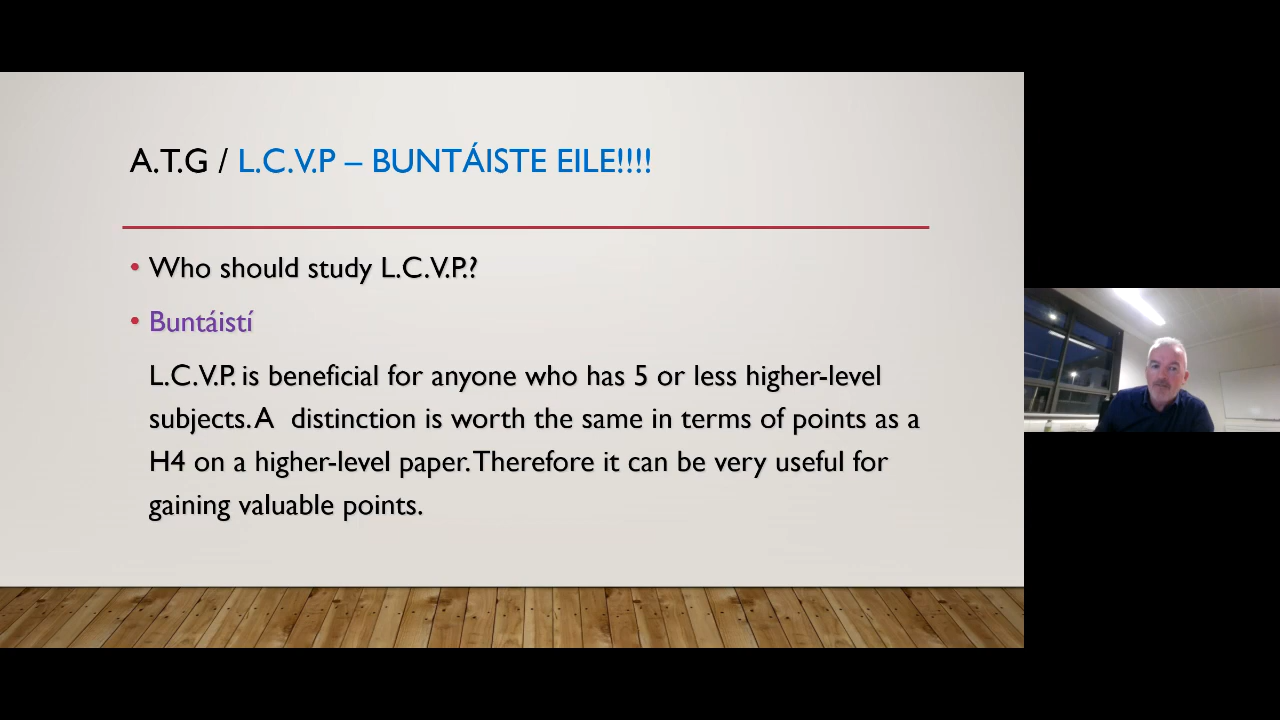 A.T.G / L.C.V.P – BUNTÁISTE EILE!!!!
• Who should study L.C.V.P.?
• Buntáistí
L.C.V.P. is beneficial for anyone who has 5 or less higher-level
subjects. A distinction is worth the same in terms of points as a
H4 on a higher-level paper. Therefore it can be very useful for
gaining valuable points.